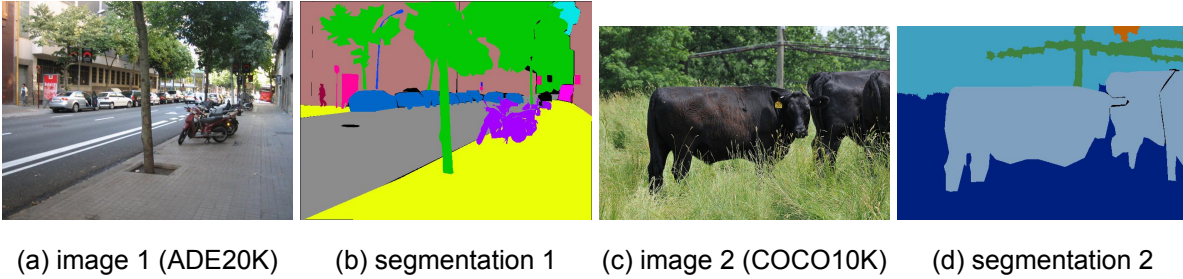 (a) image 1 (ADE20K)
(b) segmentation 1
(c) image 2 (COCO10K)
(d) segmentation 2